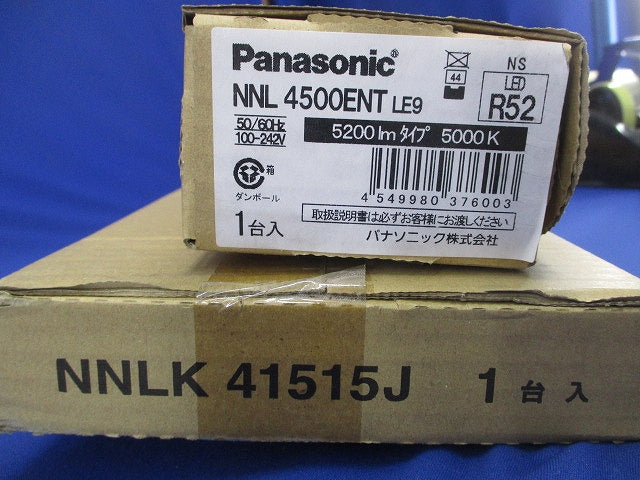 Panasonic®
NNL 4500ENT LE9
50/60Hz
100-242V
44
NS
LED
R52
5200 lm タイプ 5000 K
箱
ダンボール
4 549980 376003
1台入
取扱説明書は必ずお客様にお渡しください
パナソニック株式会社
NNLK 41515J 1台入